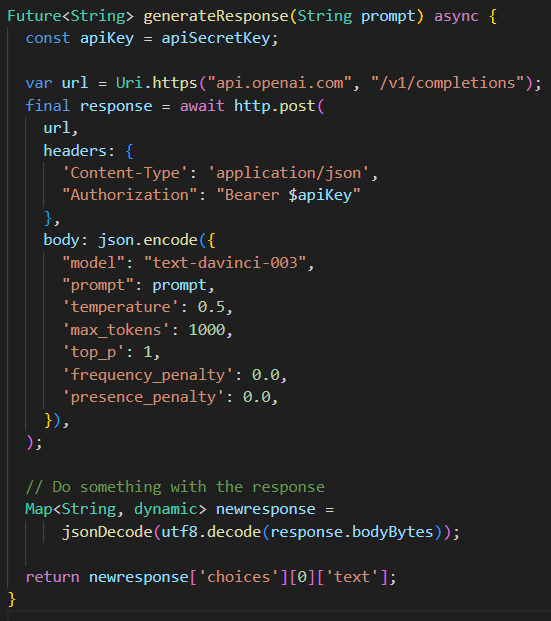 Future<String> generateResponse(String prompt) async {
const apiKey = apiSecretKey;
var url = Uri.https("api.openai.com", "/v1/completions");
final response = await http.post(
url,
headers: {
'Content-Type': 'application/json',
"Authorization": "Bearer $apiKey"
},
body: json.encode({
"model": "text-davinci-003",
"prompt": prompt,
'temperature': 0.5,
'max_tokens': 1000,
'top_p': 1,
'frequency_penalty': 0.0,
'presence_penalty': 0.0,
}),
);
// Do something with the response
Map<String, dynamic> newresponse =
jsonDecode(utf8.decode(response.bodyBytes));
return newresponse['choices'][0]['text'];
}